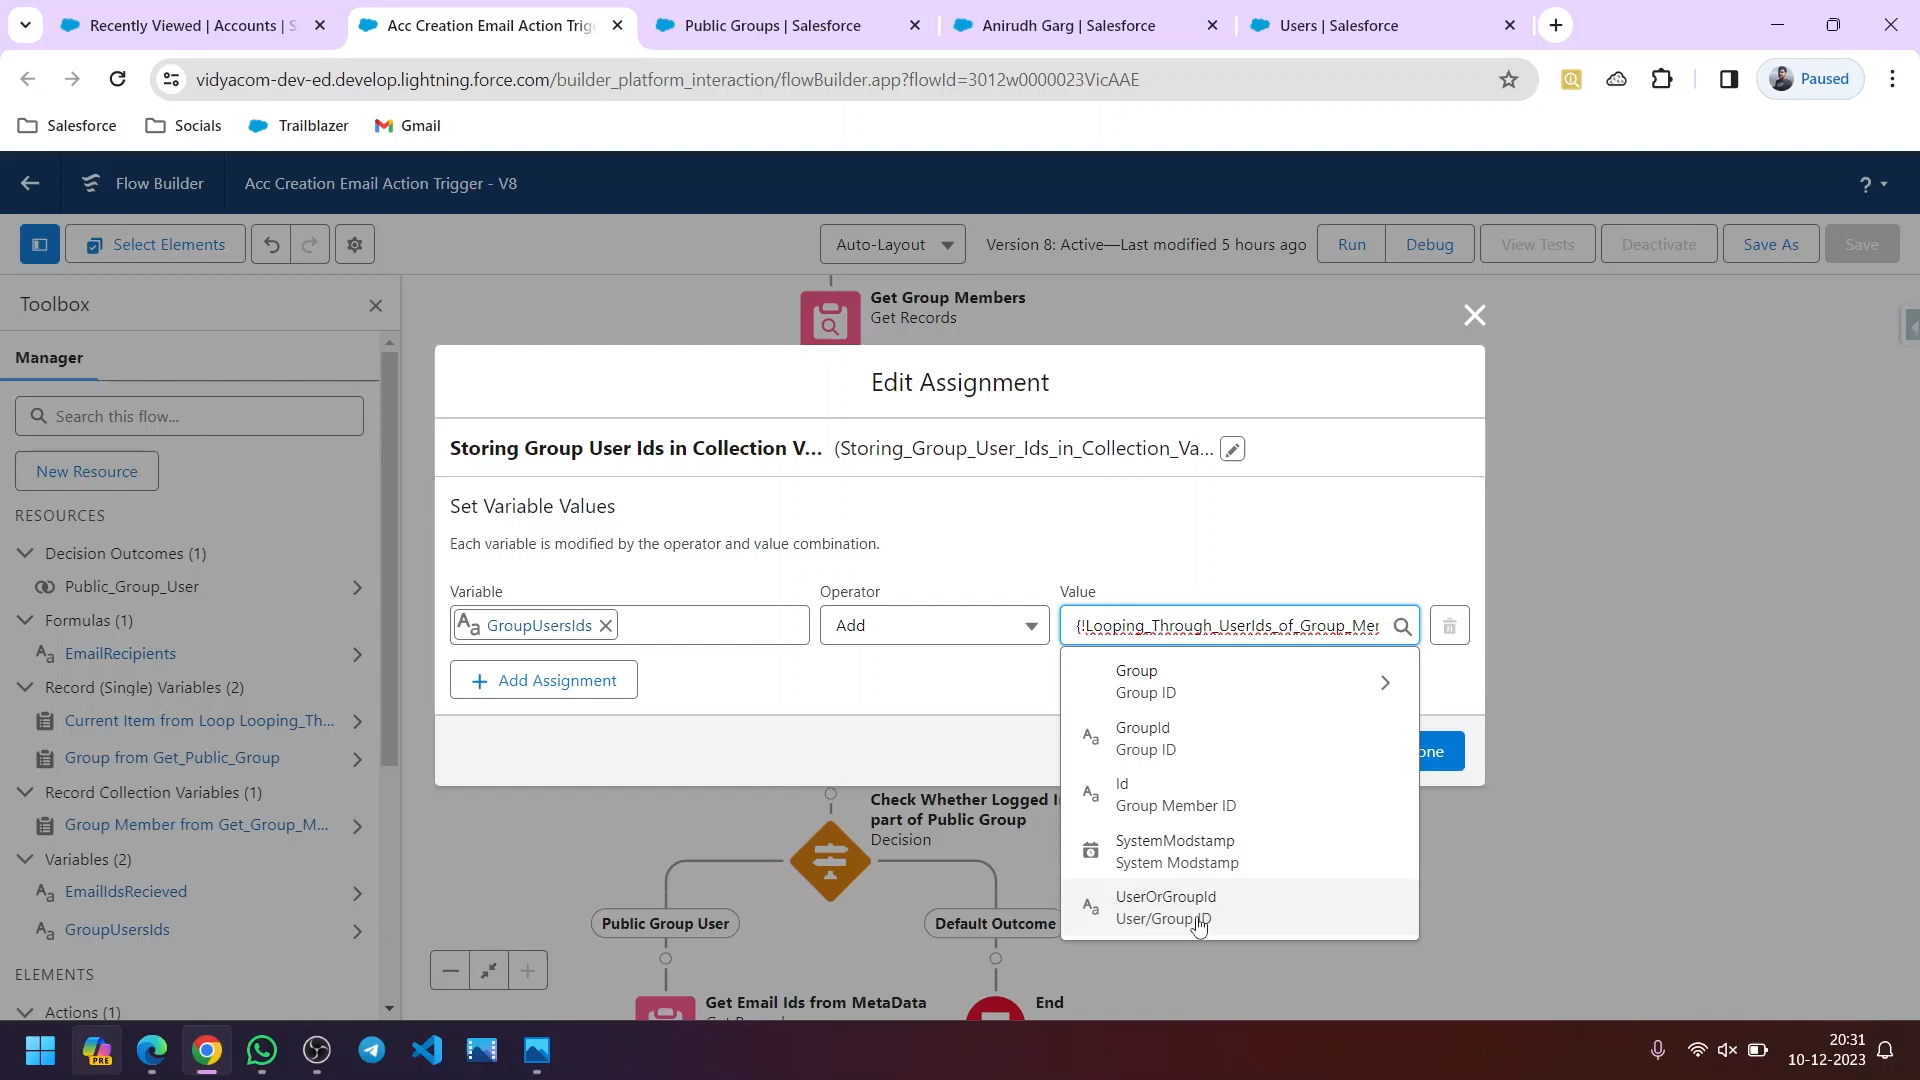 Recently Viewed | Accounts | S
Acc Creation Email Action Trig
Public Groups | Salesforce
Anirudh Garg | Salesforce
Users | Salesforce
vidyacom-dev-ed.develop.lightning.force.com/builder_platform_interaction/flowBuilder.app?flowId=3012w0000023VicAAE
Paused
Salesforce
Socials
Trailblazer
Gmail
Flow Builder
Acc Creation Email Action Trigger - V8
?
Select Elements
Auto-Layout
Version 8: Active—Last modified 5 hours ago
Run
Debug
View Tests
Deactivate
Save As
Save
Toolbox
Manager
Search this flow...
New Resource
RESOURCES
Decision Outcomes (1)
Public_Group_User
Formulas (1)
Aa EmailRecipients
Record (Single) Variables (2)
Current Item from Loop Looping_Th...
Group from Get_Public_Group
Record Collection Variables (1)
Group Member from Get_Group_M...
Variables (2)
Aa EmailIdsRecieved
Aa GroupUsersIds
ELEMENTS
Actions (1)
Get Group Members
Get Records
Edit Assignment
Storing Group User Ids in Collection V...
(Storing_Group_User_Ids_in_Collection_Va...
Set Variable Values
Each variable is modified by the operator and value combination.
Variable
Operator
Value
Aa GroupUsersIds
Add
{!Looping_Through_UserIds_of_Group_Mer
Add Assignment
Group
Group ID
Aa GroupId
Group ID
Aa Id
Group Member ID
SystemModstamp
System Modstamp
Aa UserOrGroupId
User/Group ID
one
Check Whether Logged I
part of Public Group
Decision
Public Group User
Default Outcome
Get Email Ids from MetaData
End
PRE
20:31
10-12-2023